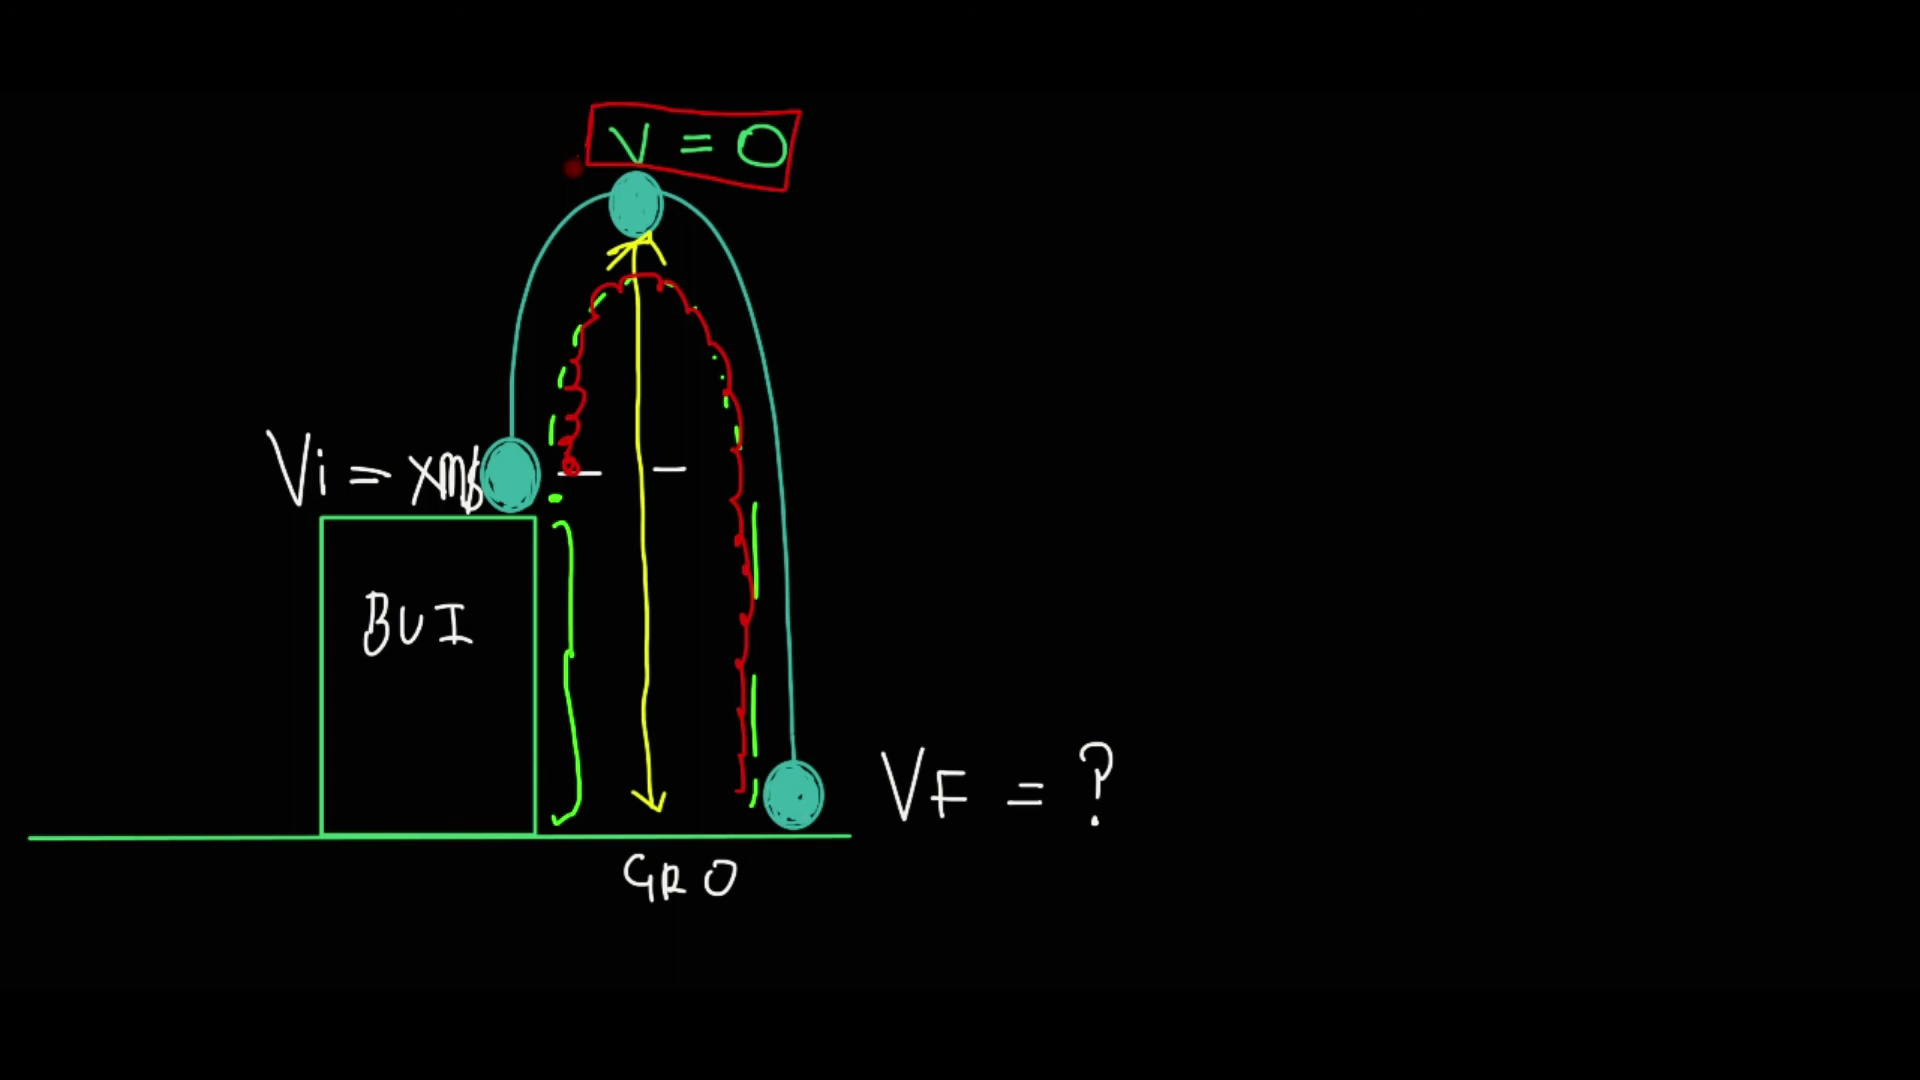 V = 0
Vi = xm/s
BUI
VF = ?
GRO